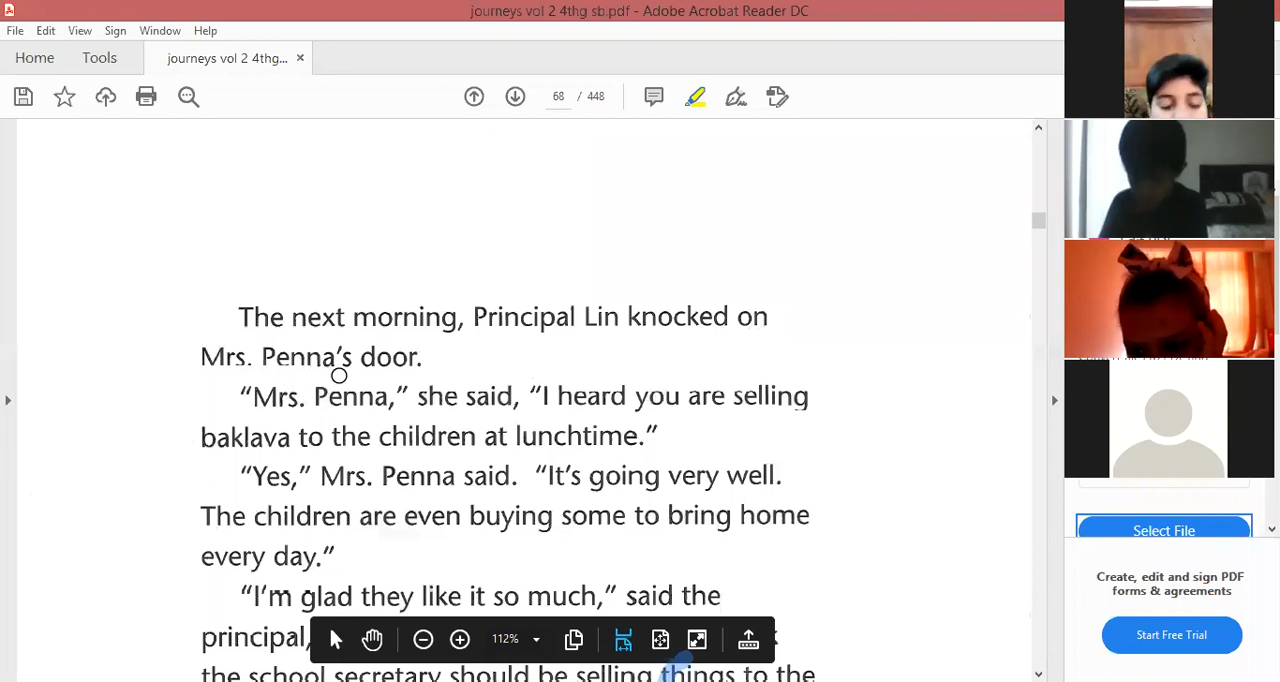 journeys vol 2 4thg sb.pdf - Adobe Acrobat Reader DC
File Edit View Sign Window Help
Home Tools journeys vol 2 4thg... ×
68 / 448
The next morning, Principal Lin knocked on
Mrs. Penna's door.
“Mrs. Penna,” she said, “I heard you are selling
baklava to the children at lunchtime.”
“Yes,” Mrs. Penna said. “It's going very well.
The children are even buying some to bring home
every day.”
“I'm glad they like it so much,” said the
principal,
the school secretary should be selling things to the
112%
Select File
Create, edit and sign PDF
forms & agreements
Start Free Trial